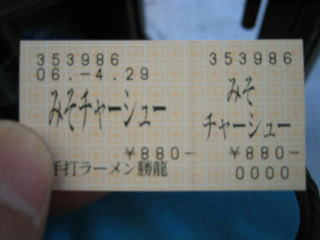 353986
06.-4.29
みそチャーシュー
¥880-
手打ラーメン勝龍
353986
みそ
チャーシュー
¥880-
0000